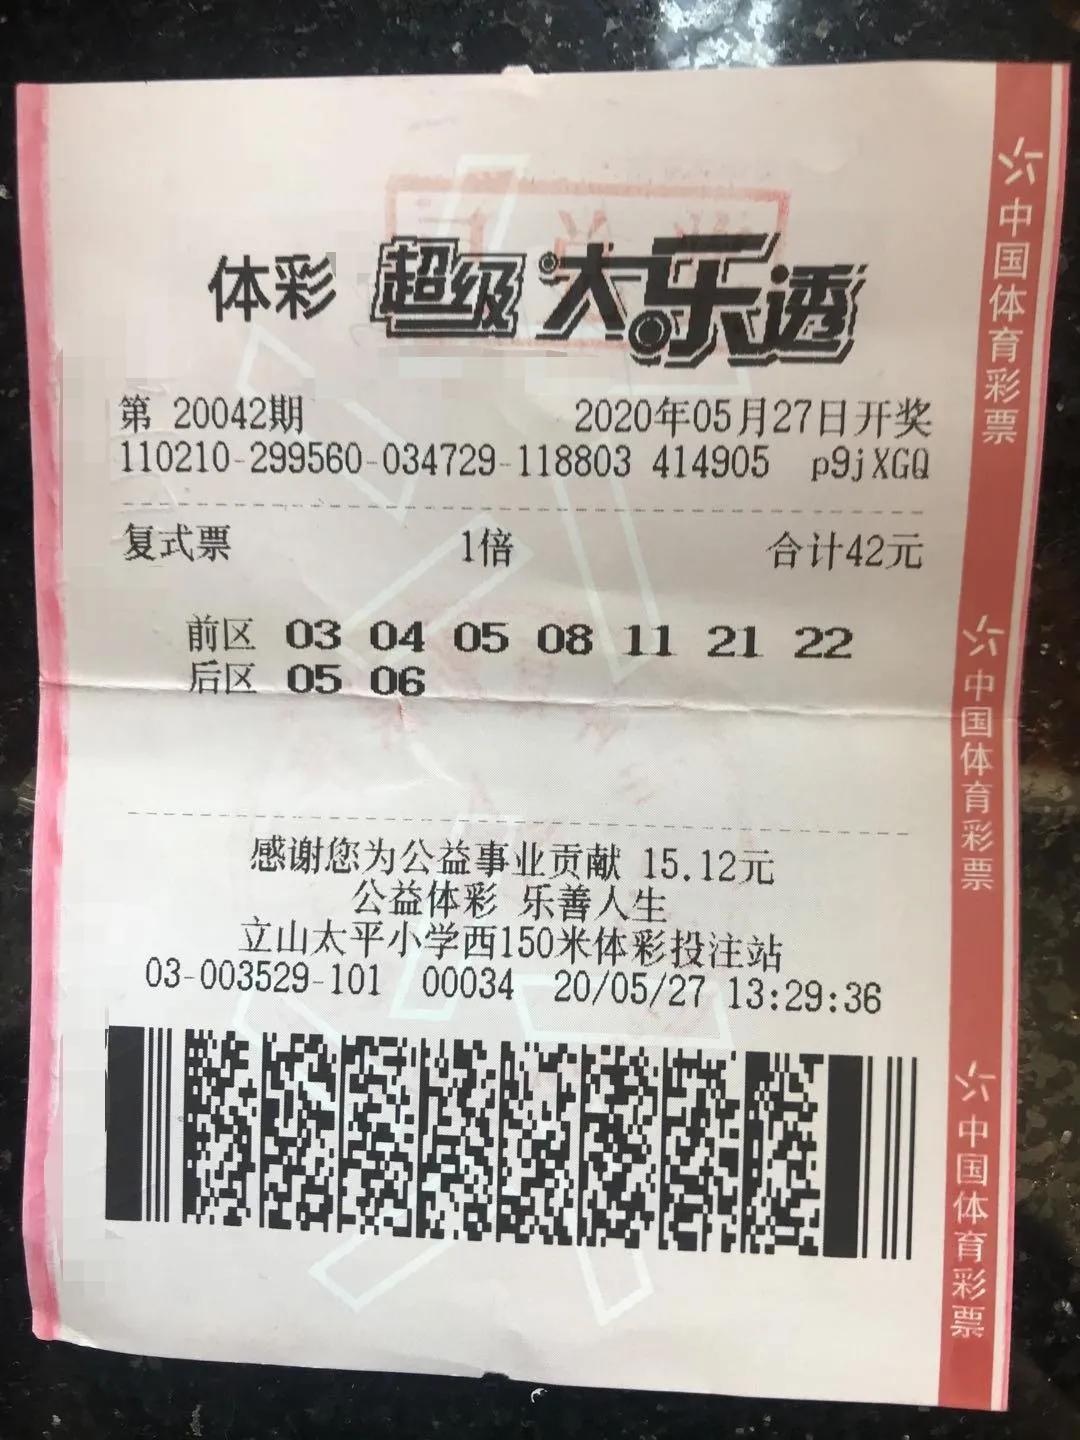 体彩 超级大乐透
第 20042期 2020年05月27日开奖
110210-299560-034729-118803 414905 p9jXGQ
复式票 1倍 合计42元
前区 03 04 05 08 11 21 22
后区 05 06
感谢您为公益事业贡献 15.12元
公益体彩 乐善人生
立山太平小学西150米体彩投注站
03-003529-101 00034 20/05/27 13:29:36
中国体育彩票
中国体育彩票
中国体育彩票